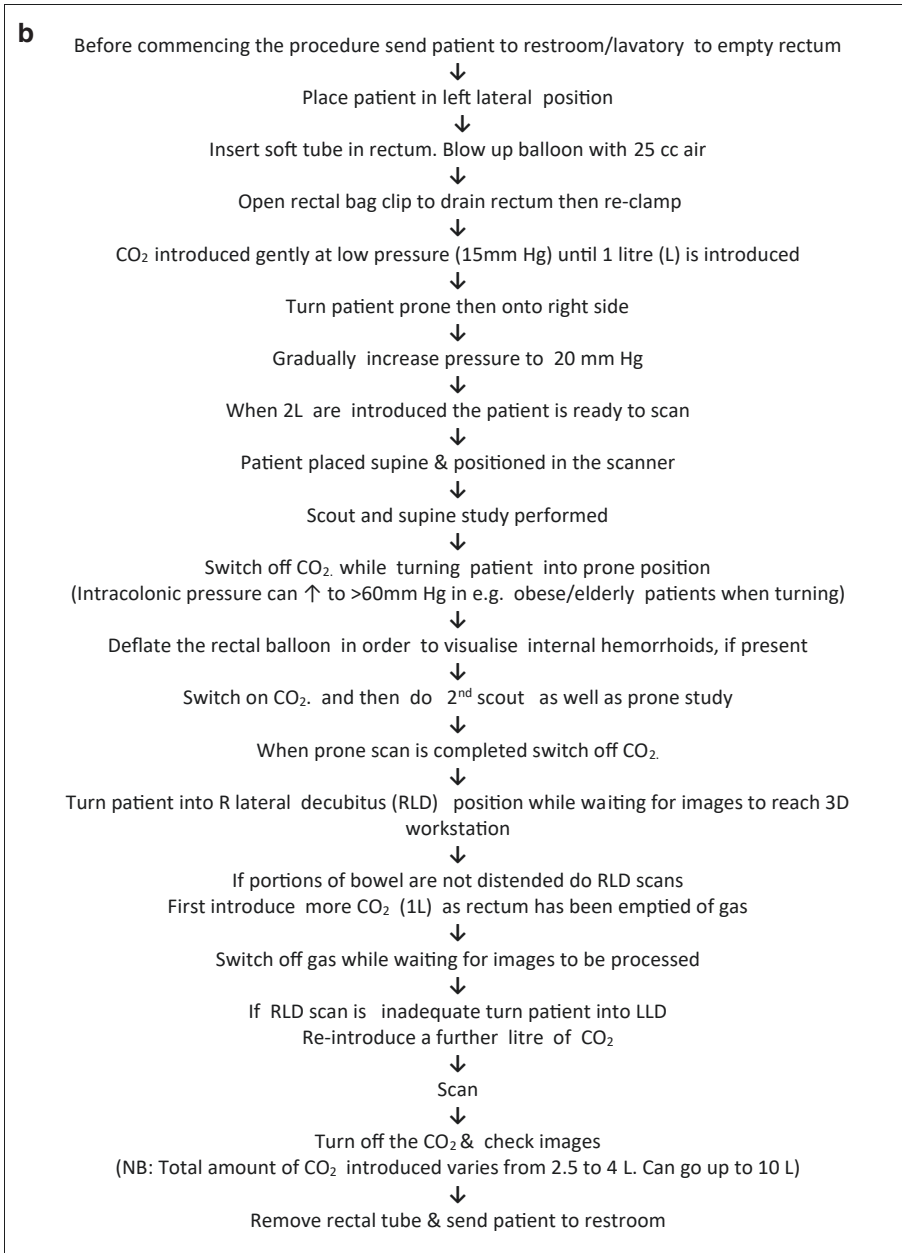 b
Before commencing the procedure send patient to restroom/lavatory to empty rectum
↓
Place patient in left lateral position
↓
Insert soft tube in rectum. Blow up balloon with 25 cc air
↓
Open rectal bag clip to drain rectum then re-clamp
↓
CO₂ introduced gently at low pressure (15mm Hg) until 1 litre (L) is introduced
↓
Turn patient prone then onto right side
↓
Gradually increase pressure to 20 mm Hg
↓
When 2L are introduced the patient is ready to scan
↓
Patient placed supine & positioned in the scanner
↓
Scout and supine study performed
↓
Switch off CO₂. while turning patient into prone position
(Intracolonic pressure can ↑ to >60mm Hg in e.g. obese/elderly patients when turning)
↓
Deflate the rectal balloon in order to visualise internal hemorrhoids, if present
↓
Switch on CO₂. and then do 2nd scout as well as prone study
↓
When prone scan is completed switch off CO₂.
↓
Turn patient into R lateral decubitus (RLD) position while waiting for images to reach 3D
workstation
↓
If portions of bowel are not distended do RLD scans
First introduce more CO₂ (1L) as rectum has been emptied of gas
↓
Switch off gas while waiting for images to be processed
↓
If RLD scan is inadequate turn patient into LLD
Re-introduce a further litre of CO₂
↓
Scan
↓
Turn off the CO₂ & check images
(NB: Total amount of CO₂ introduced varies from 2.5 to 4 L. Can go up to 10 L)
↓
Remove rectal tube & send patient to restroom